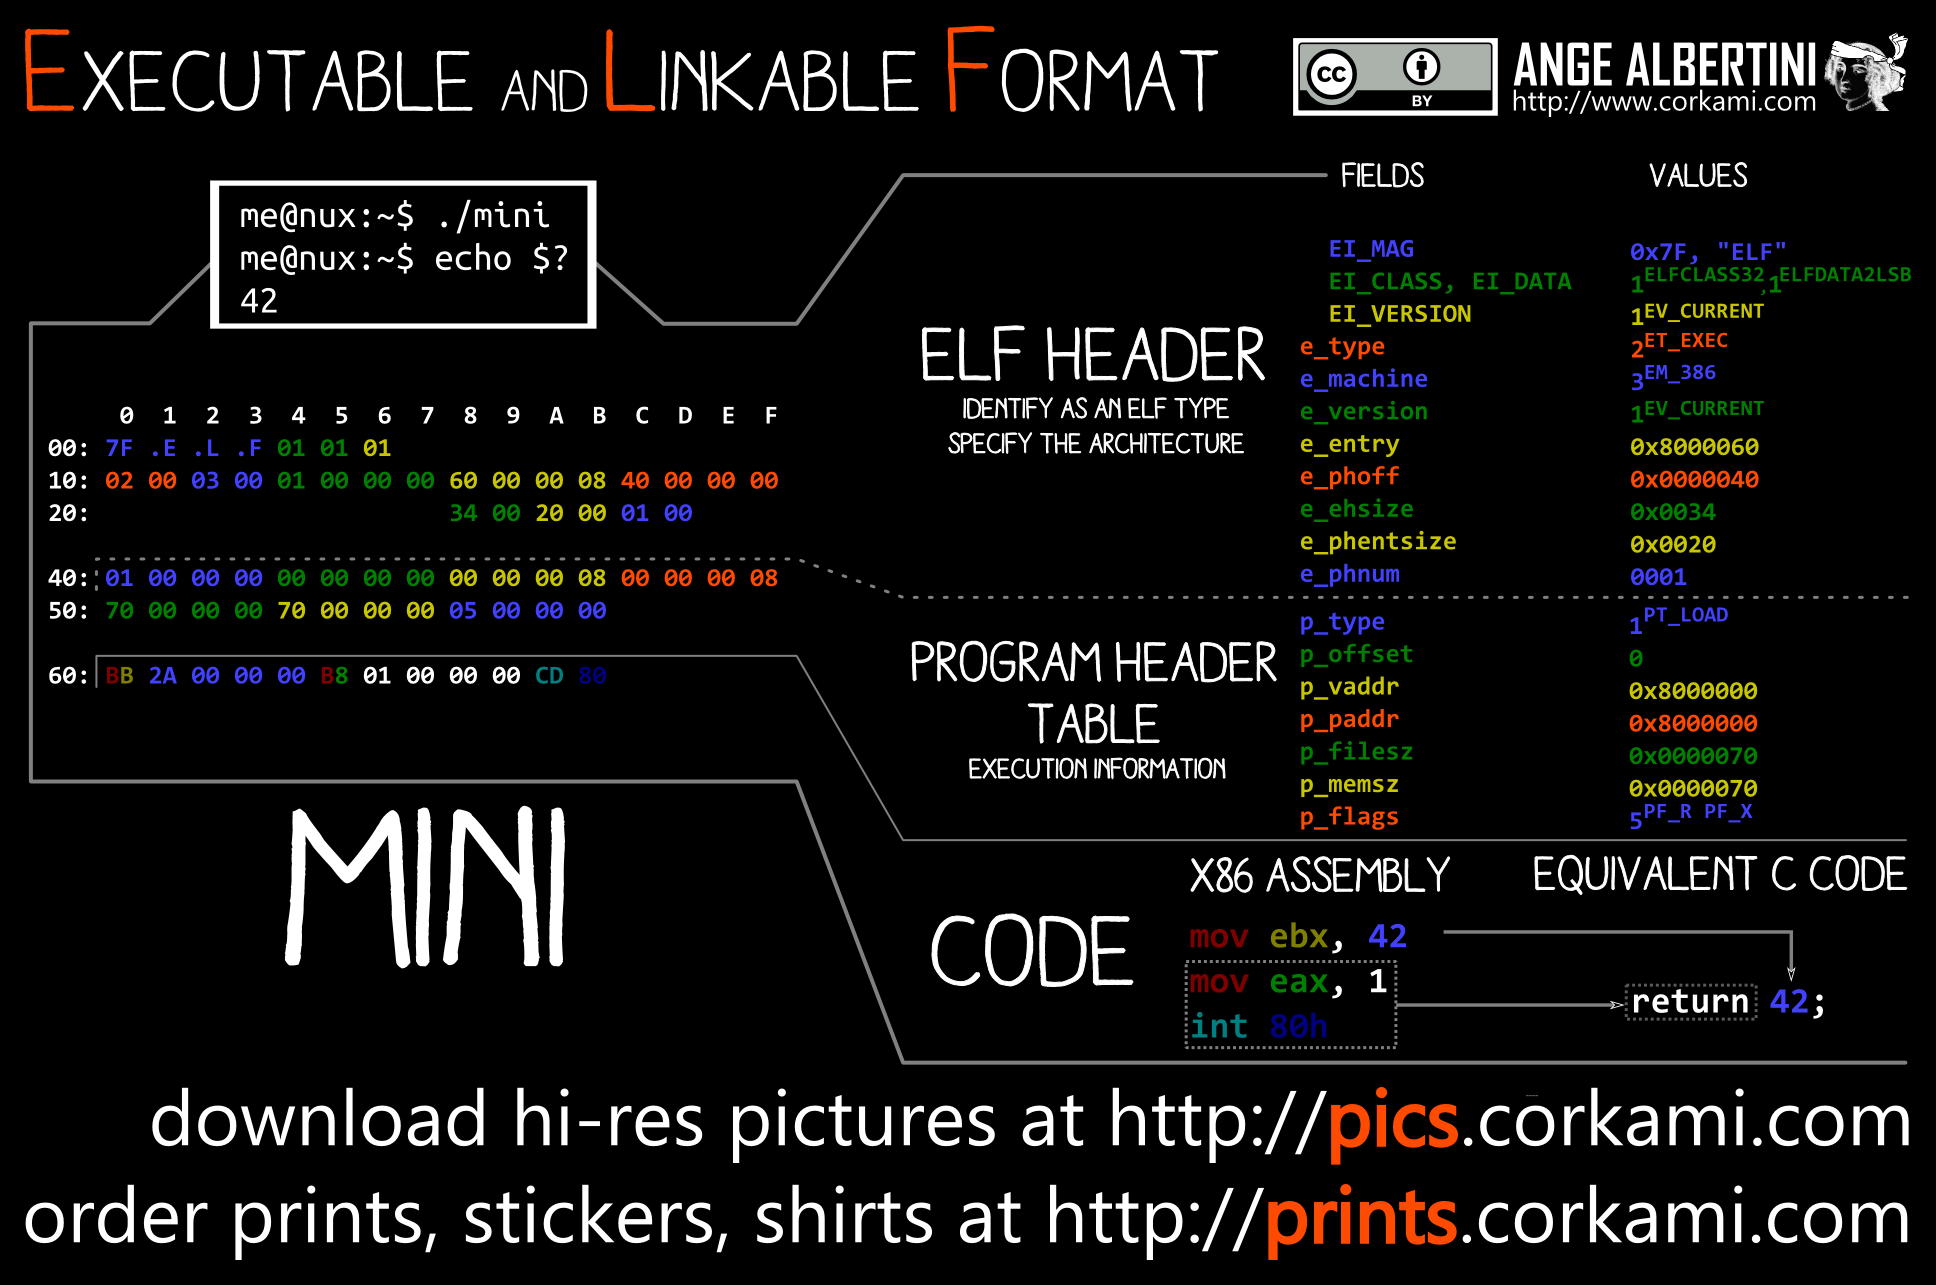 EXECUTABLE AND LINKABLE FORMAT
CC BY
ANGE ALBERTINI
http://www.corkami.com
me@nux:~$ ./mini
me@nux:~$ echo $?
42
0 1 2 3 4 5 6 7 8 9 A B C D E F
00: 7F .E .L .F 01 01 01
10: 02 00 03 00 01 00 00 00 60 00 00 08 40 00 00 00
20: 34 00 20 00 01 00
40: 01 00 00 00 00 00 00 00 00 00 00 08 00 00 00 08
50: 70 00 00 00 70 00 00 00 05 00 00 00
60: BB 2A 00 00 00 B8 01 00 00 00 CD 80
MINI
FIELDS VALUES
ELF HEADER
IDENTIFY AS AN ELF TYPE
SPECIFY THE ARCHITECTURE
EI_MAG 0x7F, "ELF"
EI_CLASS, EI_DATA 1ELFCLASS32,1ELFDATA2LSB
EI_VERSION 1EV_CURRENT
e_type 2ET_EXEC
e_machine 3EM_386
e_version 1EV_CURRENT
e_entry 0x8000060
e_phoff 0x0000040
e_ehsize 0x0034
e_phentsize 0x0020
e_phnum 0001
PROGRAM HEADER
TABLE
EXECUTION INFORMATION
p_type 1PT_LOAD
p_offset 0
p_vaddr 0x8000000
p_paddr 0x8000000
p_filesz 0x0000070
p_memsz 0x0000070
p_flags 5PF_R PF_X
CODE
X86 ASSEMBLY EQUIVALENT C CODE
mov ebx, 42
mov eax, 1
int 80h
return 42;
download hi-res pictures at http://pics.corkami.com
order prints, stickers, shirts at http://prints.corkami.com